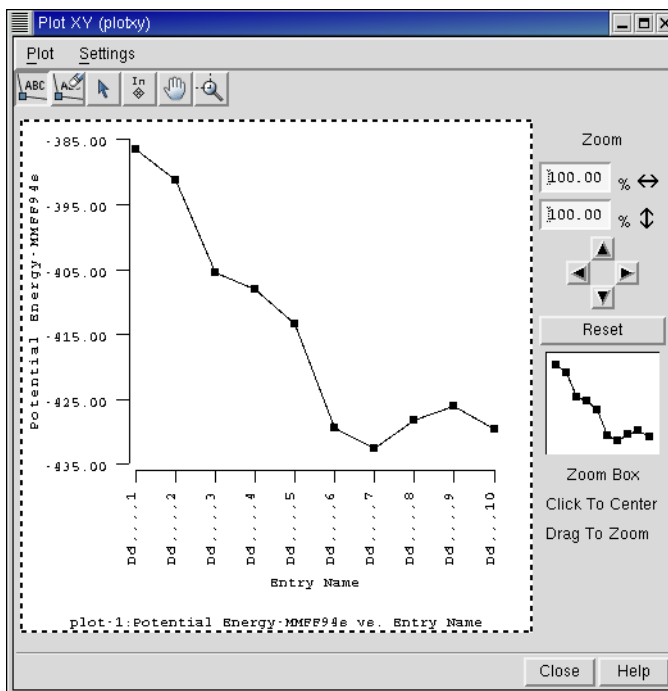 Plot XY (plotxy)
Plot Settings
ABC ABC In
Zoom
100.00 %
100.00 %
Reset
Zoom Box
Click To Center
Drag To Zoom
Potential Energy-MMFF94s
-385.00
-395.00
-405.00
-415.00
-425.00
-435.00
Dd,,,,1
Dd,,,,2
Dd,,,,3
Dd,,,,4
Dd,,,,5
Dd,,,,6
Dd,,,,7
Dd,,,,8
Dd,,,,9
Dd,,,10
Entry Name
plot-1:Potential Energy-MMFF94s vs. Entry Name
Close Help